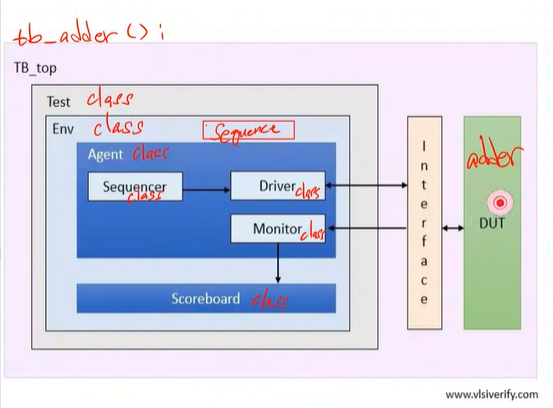 tb_adder();
TB_top
Test class
Env class
Sequence
Agent class
Sequencer class
Driver class
Monitor class
Scoreboard class
Interface
adder
DUT
www.vlsiverify.com